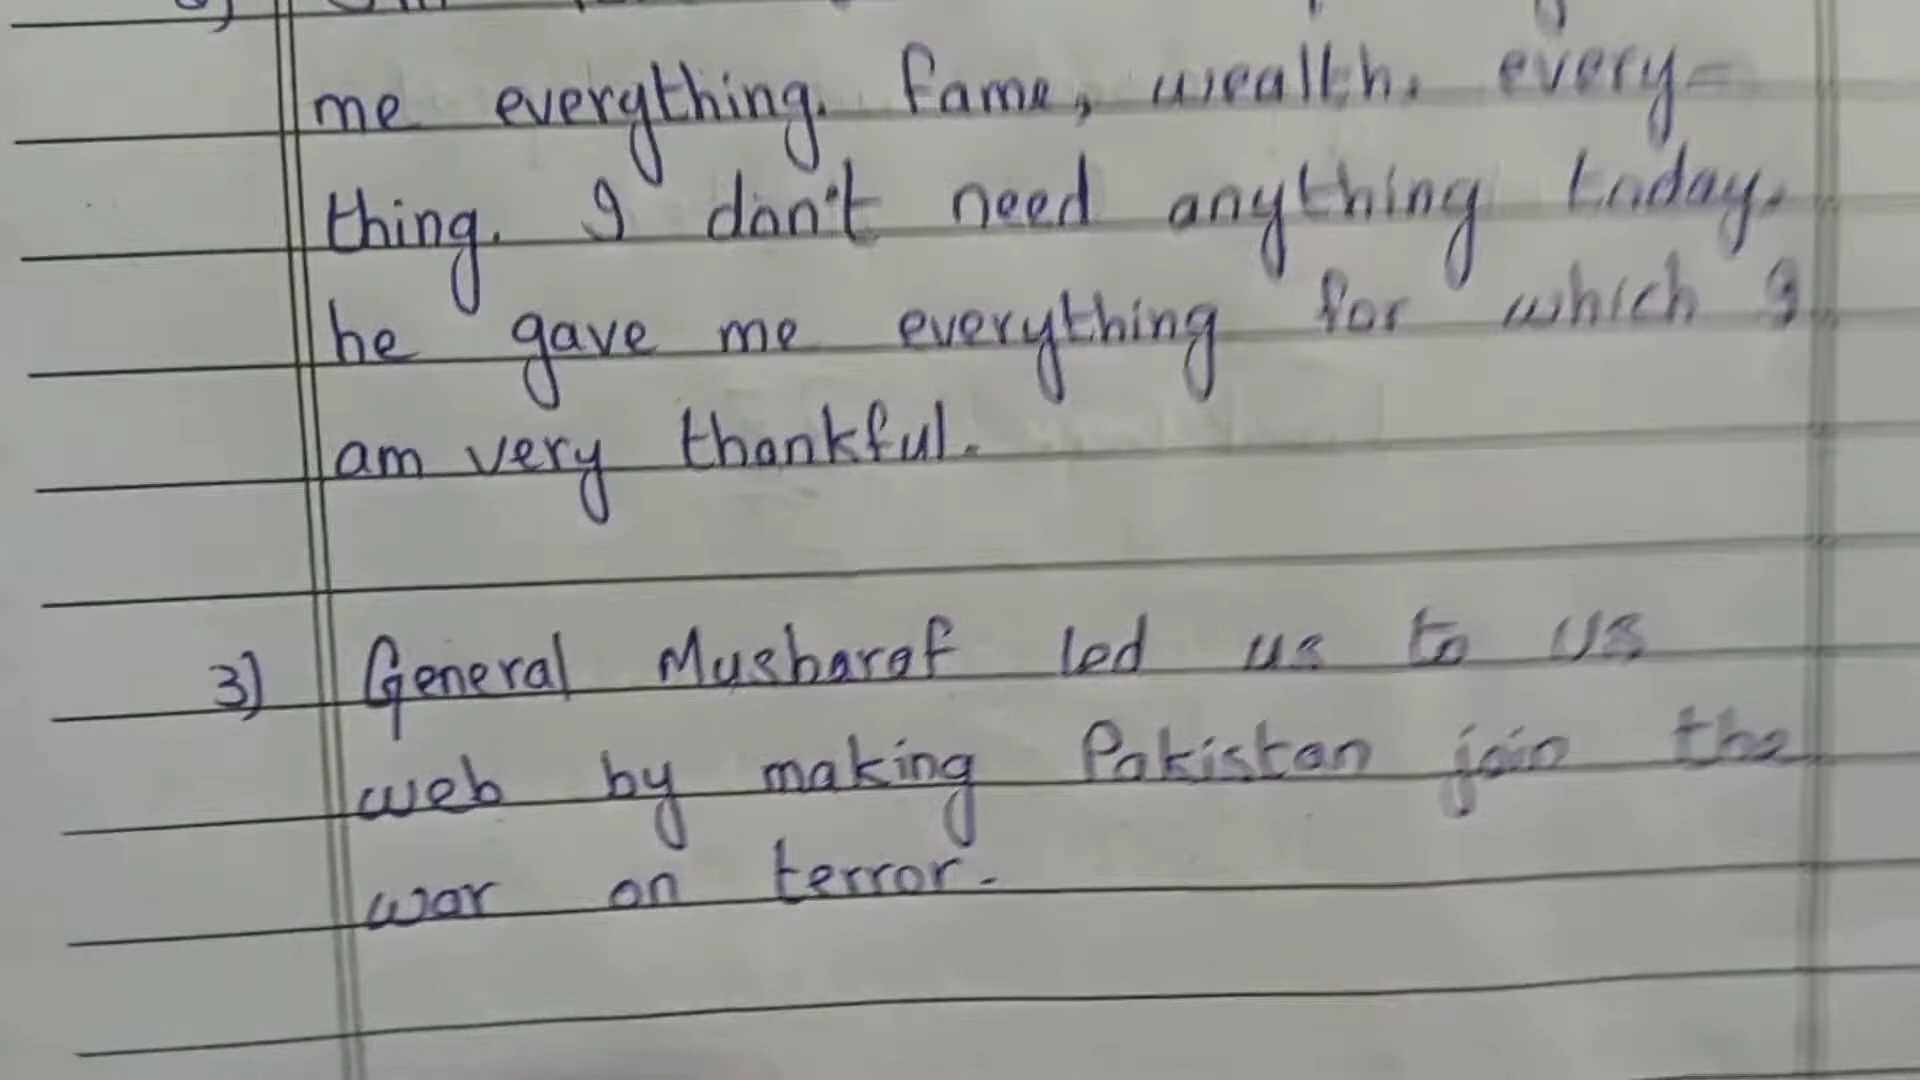 me everything. fame, wealth, every-
thing. I don't need anything today.
he gave me everything for which I
am very thankful.
3) General Musharaf led us to US
web by making Pakistan join the
war on terror.